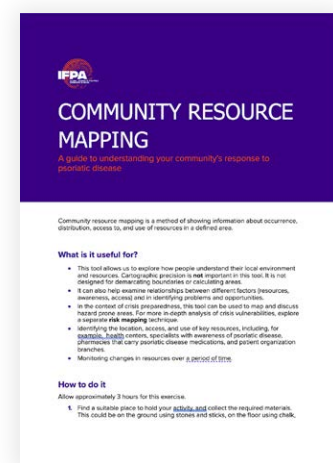 IFPA
COMMUNITY RESOURCE
MAPPING
A guide to understanding your community's response to
psoriatic disease
Community resource mapping is a method of showing information about occurrence,
distribution, access to, and use of resources in a defined area.
What is it useful for?
• This tool allows us to explore how people understand their local environment
and resources. Cartographic precision is not important in this tool. It is not
designed for demarcating boundaries or calculating areas.
• It can also help examine relationships between different factors (resources,
awareness, access) and in identifying problems and opportunities.
• In the context of crisis preparedness, this tool can be used to map and discuss
hazard prone areas. For more in-depth analysis of crisis vulnerabilities, explore
a separate risk mapping technique.
• Identifying the location, access, and use of key resources, including, for
example, health centers, specialists with awareness of psoriatic disease,
pharmacies that carry psoriatic disease medications, and patient organization
branches.
• Monitoring changes in resources over a period of time.
How to do it
Allow approximately 3 hours for this exercise.
1. Find a suitable place to hold your activity, and collect the required materials.
This could be on the ground using stones and sticks, on the floor using chalk,